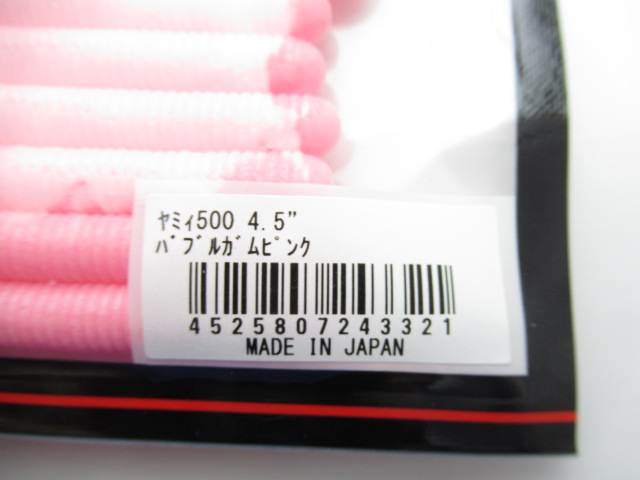 ﾔﾐｨ500 4.5"
ﾊﾞﾌﾞﾙｶﾞﾑﾋﾟﾝｸ
4525807243321
MADE IN JAPAN